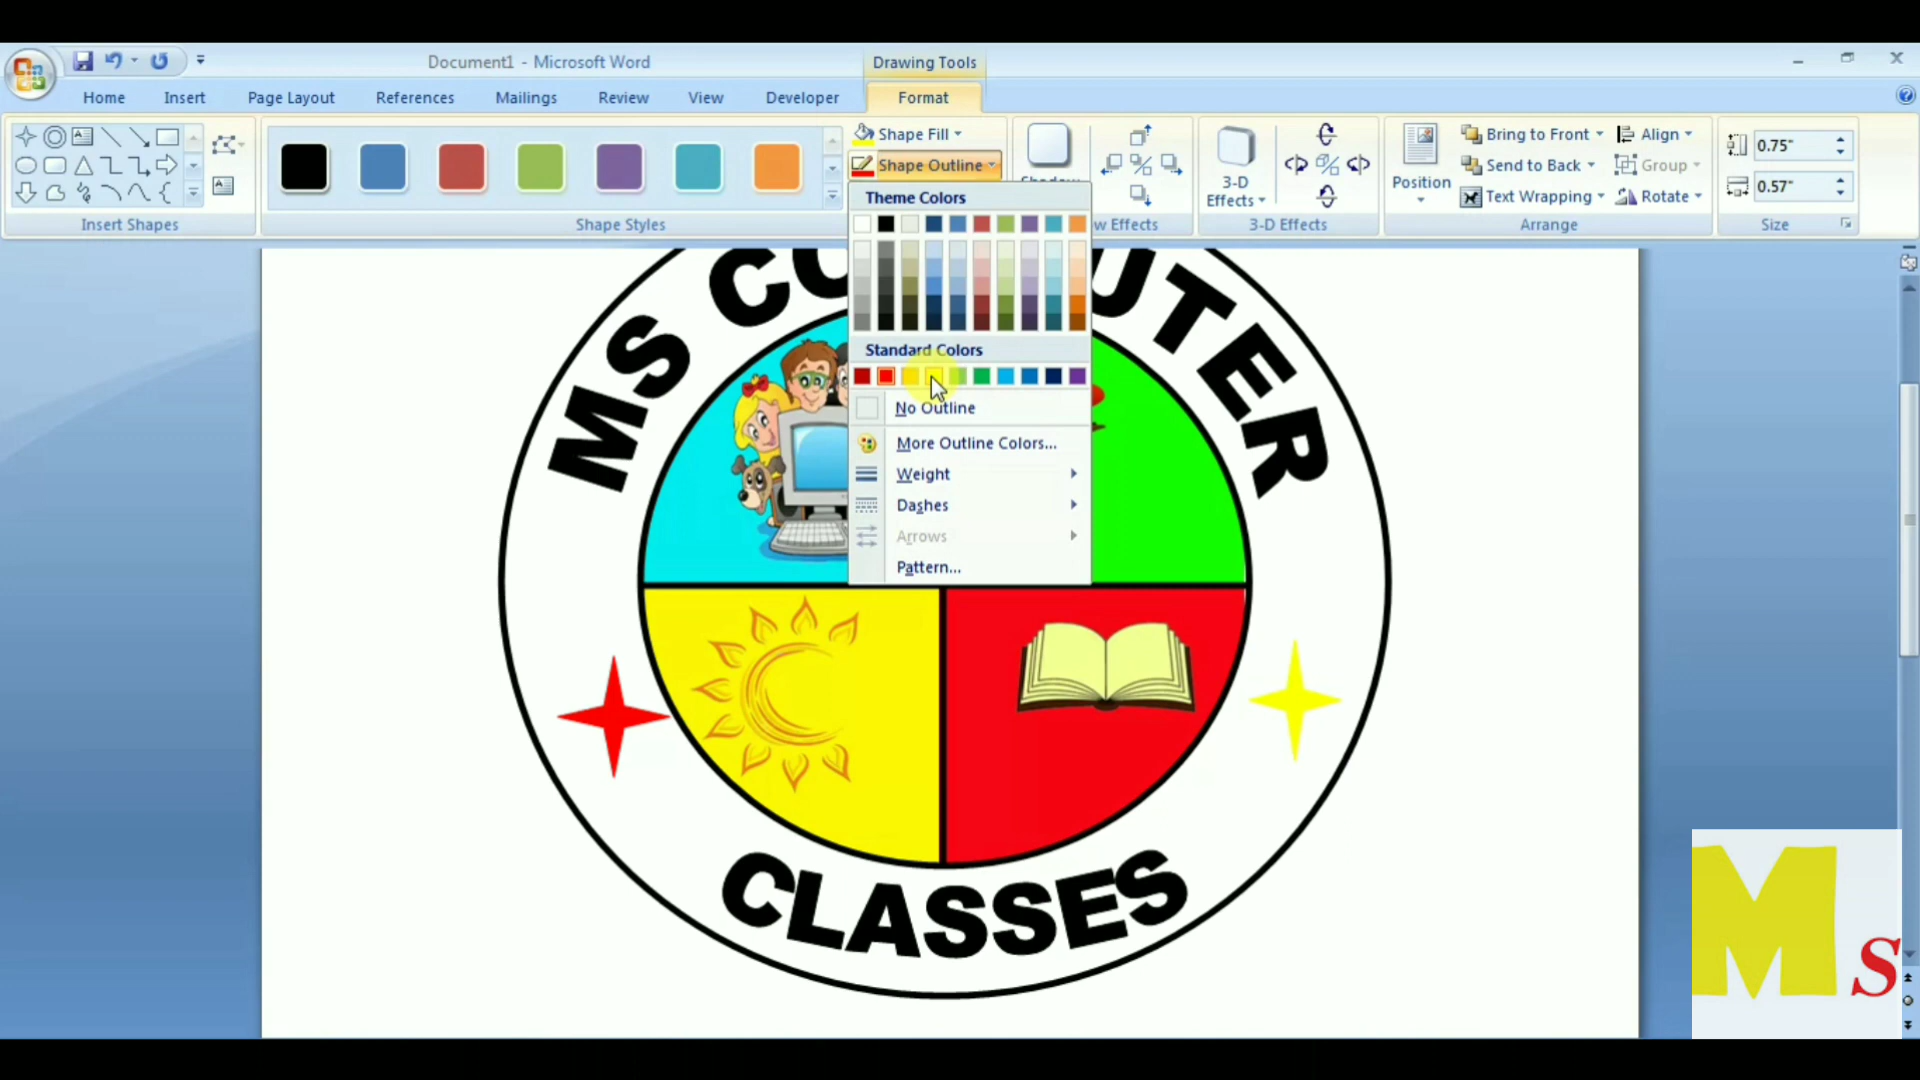 Document1 - Microsoft Word
Drawing Tools
Home Insert Page Layout References Mailings Review View Developer Format
Shape Fill
Shape Outline
Insert Shapes
Shape Styles
3-D
Effects
3-D Effects
Position
Bring to Front
Send to Back
Text Wrapping
Align
Group
Rotate
Arrange
0.75"
0.57"
Size
Theme Colors
Standard Colors
No Outline
More Outline Colors...
Weight
Dashes
Arrows
Pattern...
MS CO UTER
CLASSES
Ms